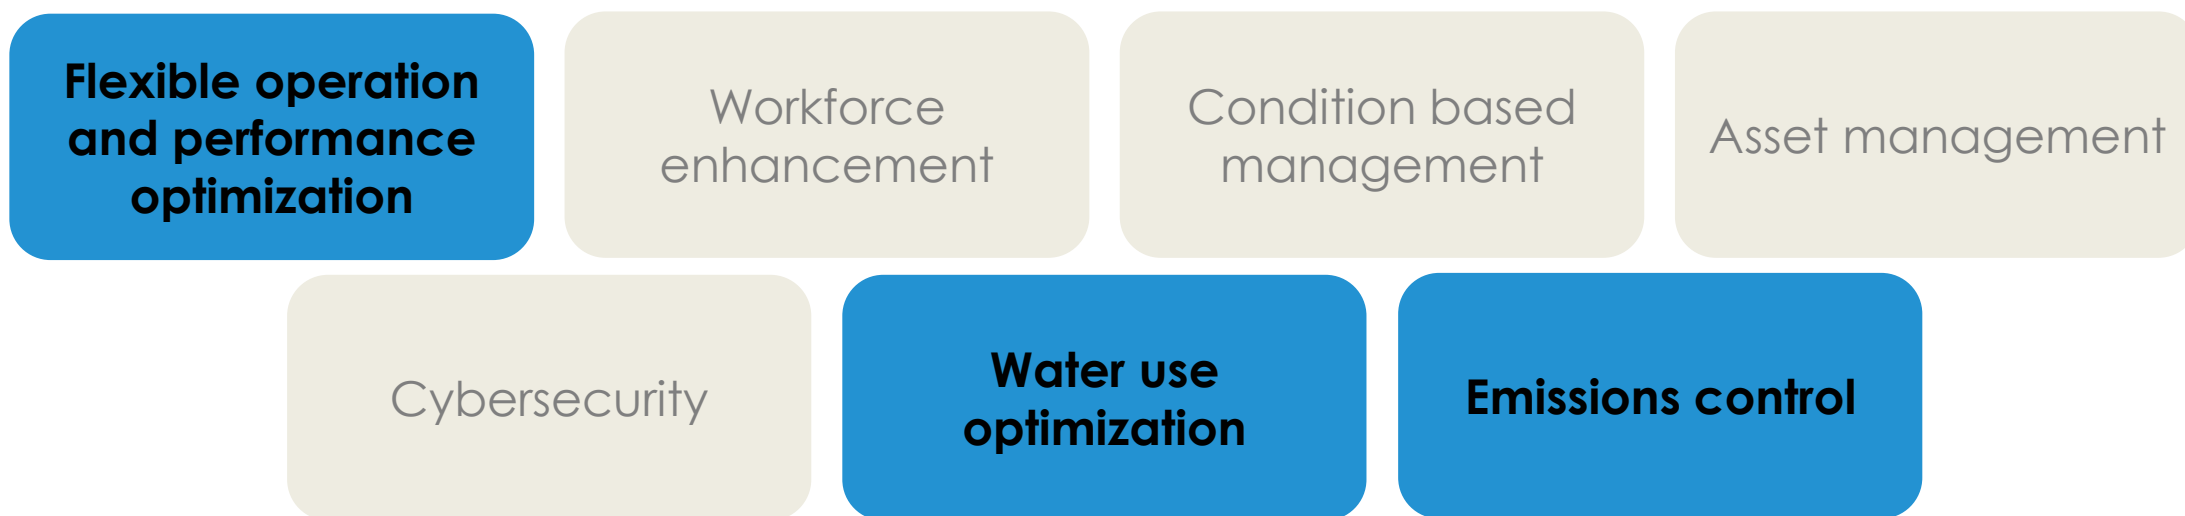 Flexible operation
and performance
optimization
Workforce
enhancement
Condition based
management
Asset management
Cybersecurity
Water use
optimization
Emissions control